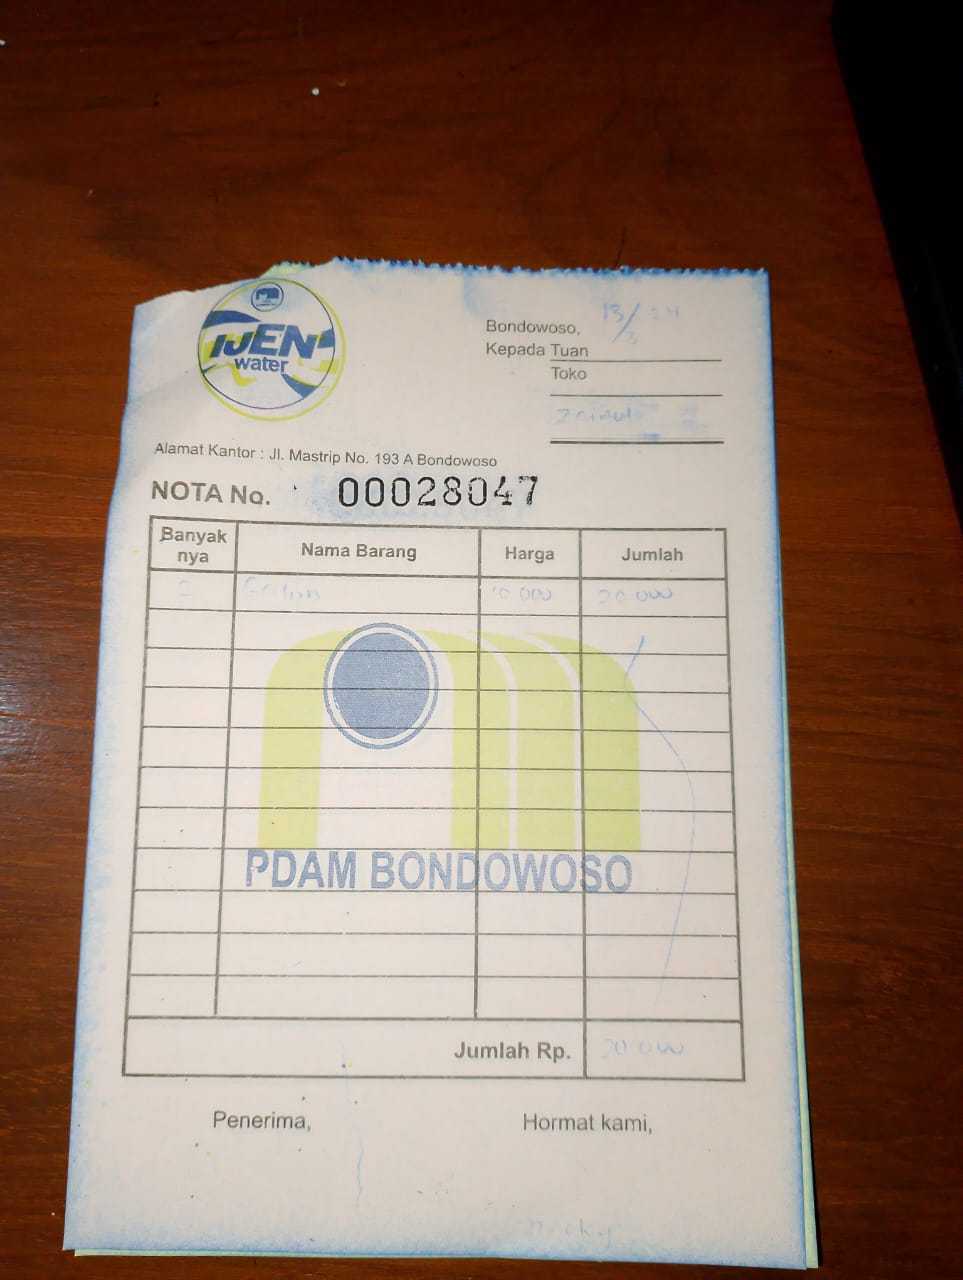 IJEN
water
Bondowoso, 13/3 24
Kepada Tuan
Toko
Alamat Kantor : Jl. Mastrip No. 193 A Bondowoso
NOTA No. 00028047
Banyak nya Nama Barang Harga Jumlah
2 Galon 10.000 20.000
PDAM BONDOWOSO
Jumlah Rp. 20.000
Penerima, Hormat kami,